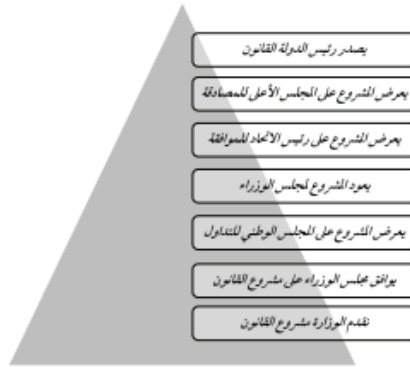 يصدر رئيس الدولة القانون
يعرض المشروع على المجلس الأعلى للمصادقة
يعرض المشروع على رئيس الاتحاد للموافقة
يعود المشروع لمجلس الوزراء
يعرض المشروع على المجلس الوطني للتداول
يوافق مجلس الوزراء على مشروع القانون
تقدم الوزارة مشروع القانون